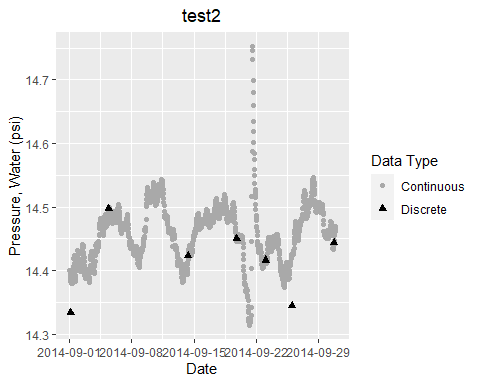 test2
Pressure, Water (psi)
14.7
14.6
14.5
14.4
14.3
2014-09-01 2014-09-08 2014-09-15 2014-09-22 2014-09-29
Date
Data Type
Continuous
Discrete